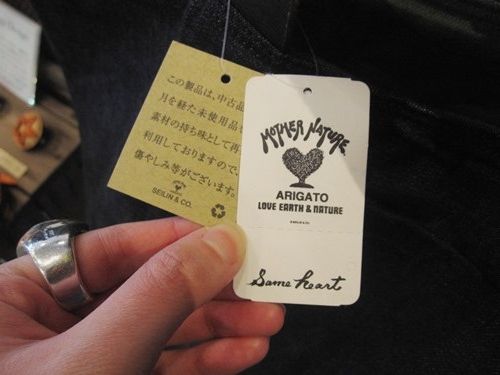 この製品は、中古品
月を経た未使用品
素材の持ち味として再
利用しておりますので、
傷やしみ等がございます。
SEILIN & CO.
MOTHER NATURE
ARIGATO
LOVE EARTH & NATURE
Same heart